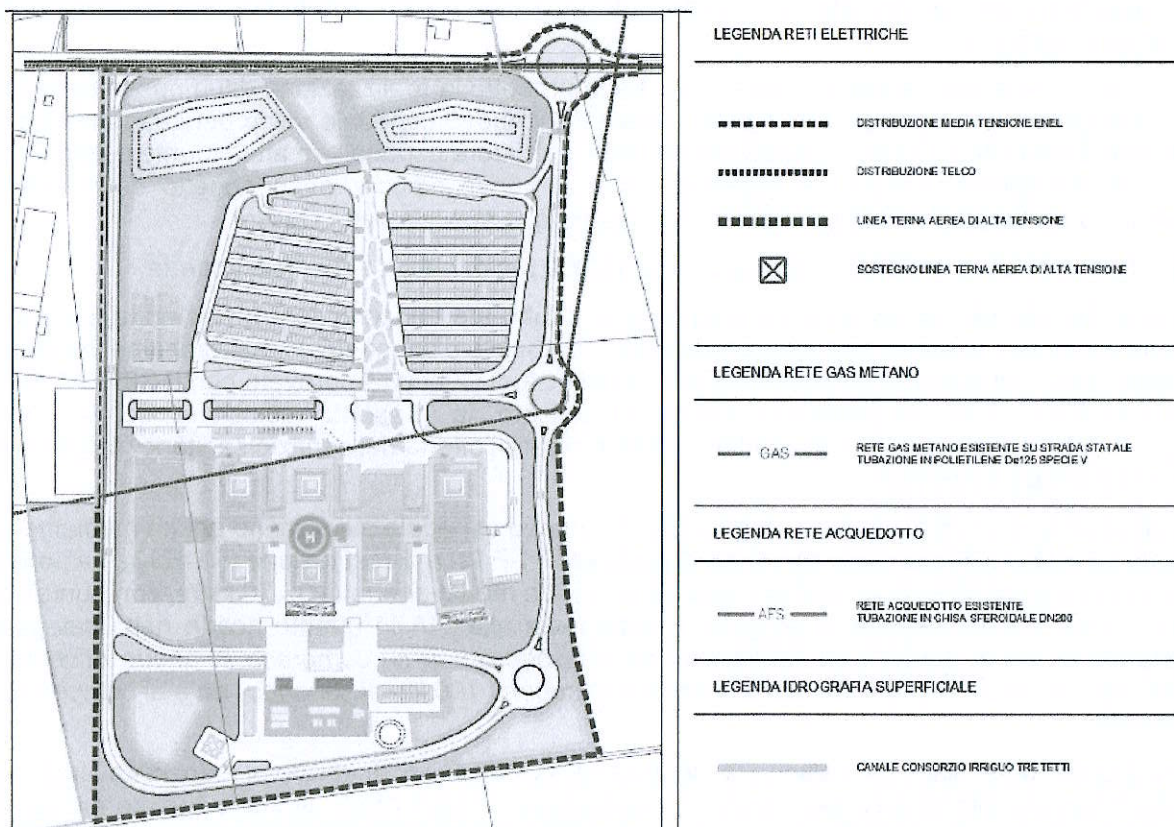 LEGENDA RETI ELETTRICHE
DISTRIBUZIONE MEDIA TENSIONE ENEL
DISTRIBUZIONE TELCO
LINEA TERNA AEREA DI ALTA TENSIONE
SOSTEGNO LINEA TERNA AEREA DI ALTA TENSIONE
LEGENDA RETE GAS METANO
GAS
RETE GAS METANO ESISTENTE SU STRADA STATALE
TUBAZIONE IN POLIETILENE De125 SPECIE V
LEGENDA RETE ACQUEDOTTO
AFS
RETE ACQUEDOTTO ESISTENTE
TUBAZIONE IN GHISA SFEROIDALE DN200
LEGENDA IDROGRAFIA SUPERFICIALE
CANALE CONSORZIO IRRIGUO TRE TETTI
H